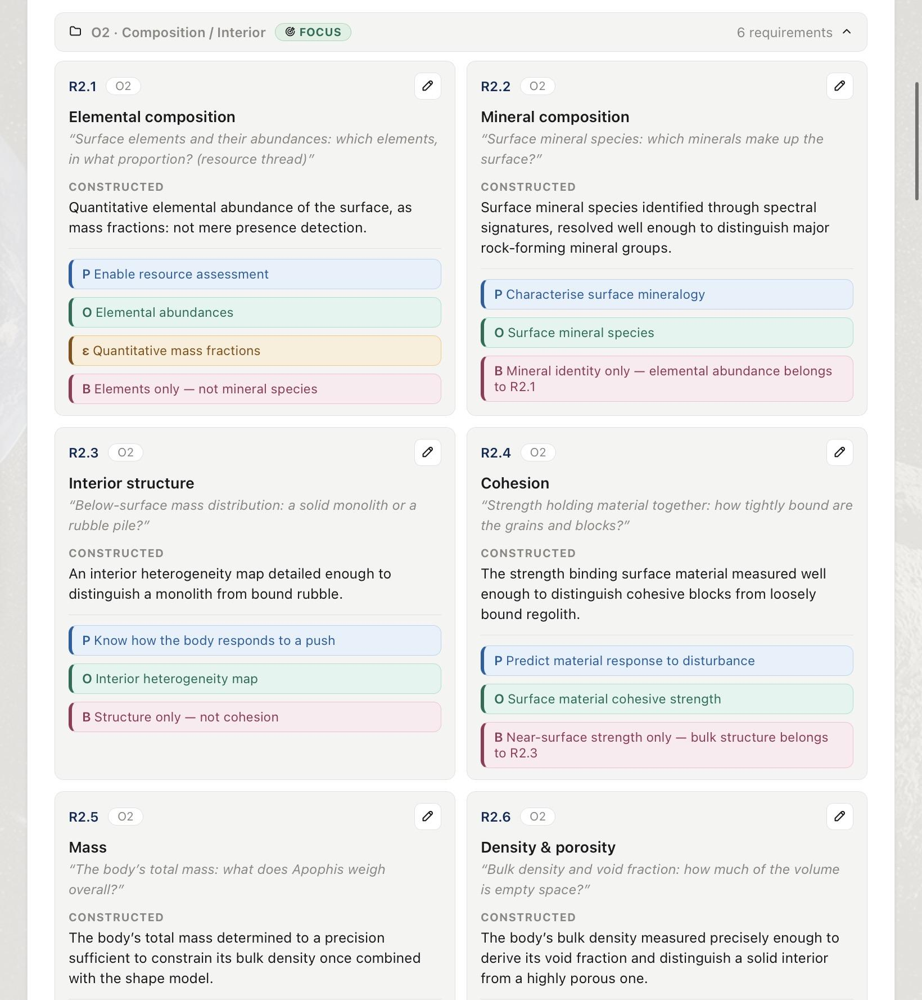 O2 · Composition / Interior FOCUS 6 requirements
R2.1 O2
Elemental composition
“Surface elements and their abundances: which elements,
in what proportion? (resource thread)”
CONSTRUCTED
Quantitative elemental abundance of the surface, as
mass fractions: not mere presence detection.
P Enable resource assessment
O Elemental abundances
ε Quantitative mass fractions
B Elements only — not mineral species
R2.2 O2
Mineral composition
“Surface mineral species: which minerals make up the
surface?”
CONSTRUCTED
Surface mineral species identified through spectral
signatures, resolved well enough to distinguish major
rock-forming mineral groups.
P Characterise surface mineralogy
O Surface mineral species
B Mineral identity only — elemental abundance belongs
to R2.1
R2.3 O2
Interior structure
“Below-surface mass distribution: a solid monolith or a
rubble pile?”
CONSTRUCTED
An interior heterogeneity map detailed enough to
distinguish a monolith from bound rubble.
P Know how the body responds to a push
O Interior heterogeneity map
B Structure only — not cohesion
R2.4 O2
Cohesion
“Strength holding material together: how tightly bound are
the grains and blocks?”
CONSTRUCTED
The strength binding surface material measured well
enough to distinguish cohesive blocks from loosely
bound regolith.
P Predict material response to disturbance
O Surface material cohesive strength
B Near-surface strength only — bulk structure belongs
to R2.3
R2.5 O2
Mass
“The body’s total mass: what does Apophis weigh
overall?”
CONSTRUCTED
The body’s total mass determined to a precision
sufficient to constrain its bulk density once combined
with the shape model.
R2.6 O2
Density & porosity
“Bulk density and void fraction: how much of the volume
is empty space?”
CONSTRUCTED
The body’s bulk density measured precisely enough to
derive its void fraction and distinguish a solid interior
from a highly porous one.